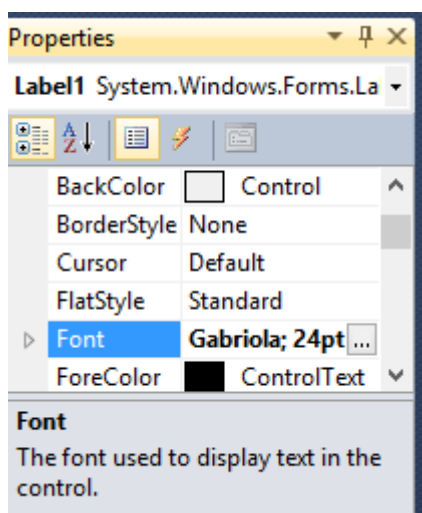 Properties
Label1 System.Windows.Forms.La
A
Z
BackColor Control
BorderStyle None
Cursor Default
FlatStyle Standard
Font Gabriola; 24pt ...
ForeColor ControlText
Font
The font used to display text in the
control.